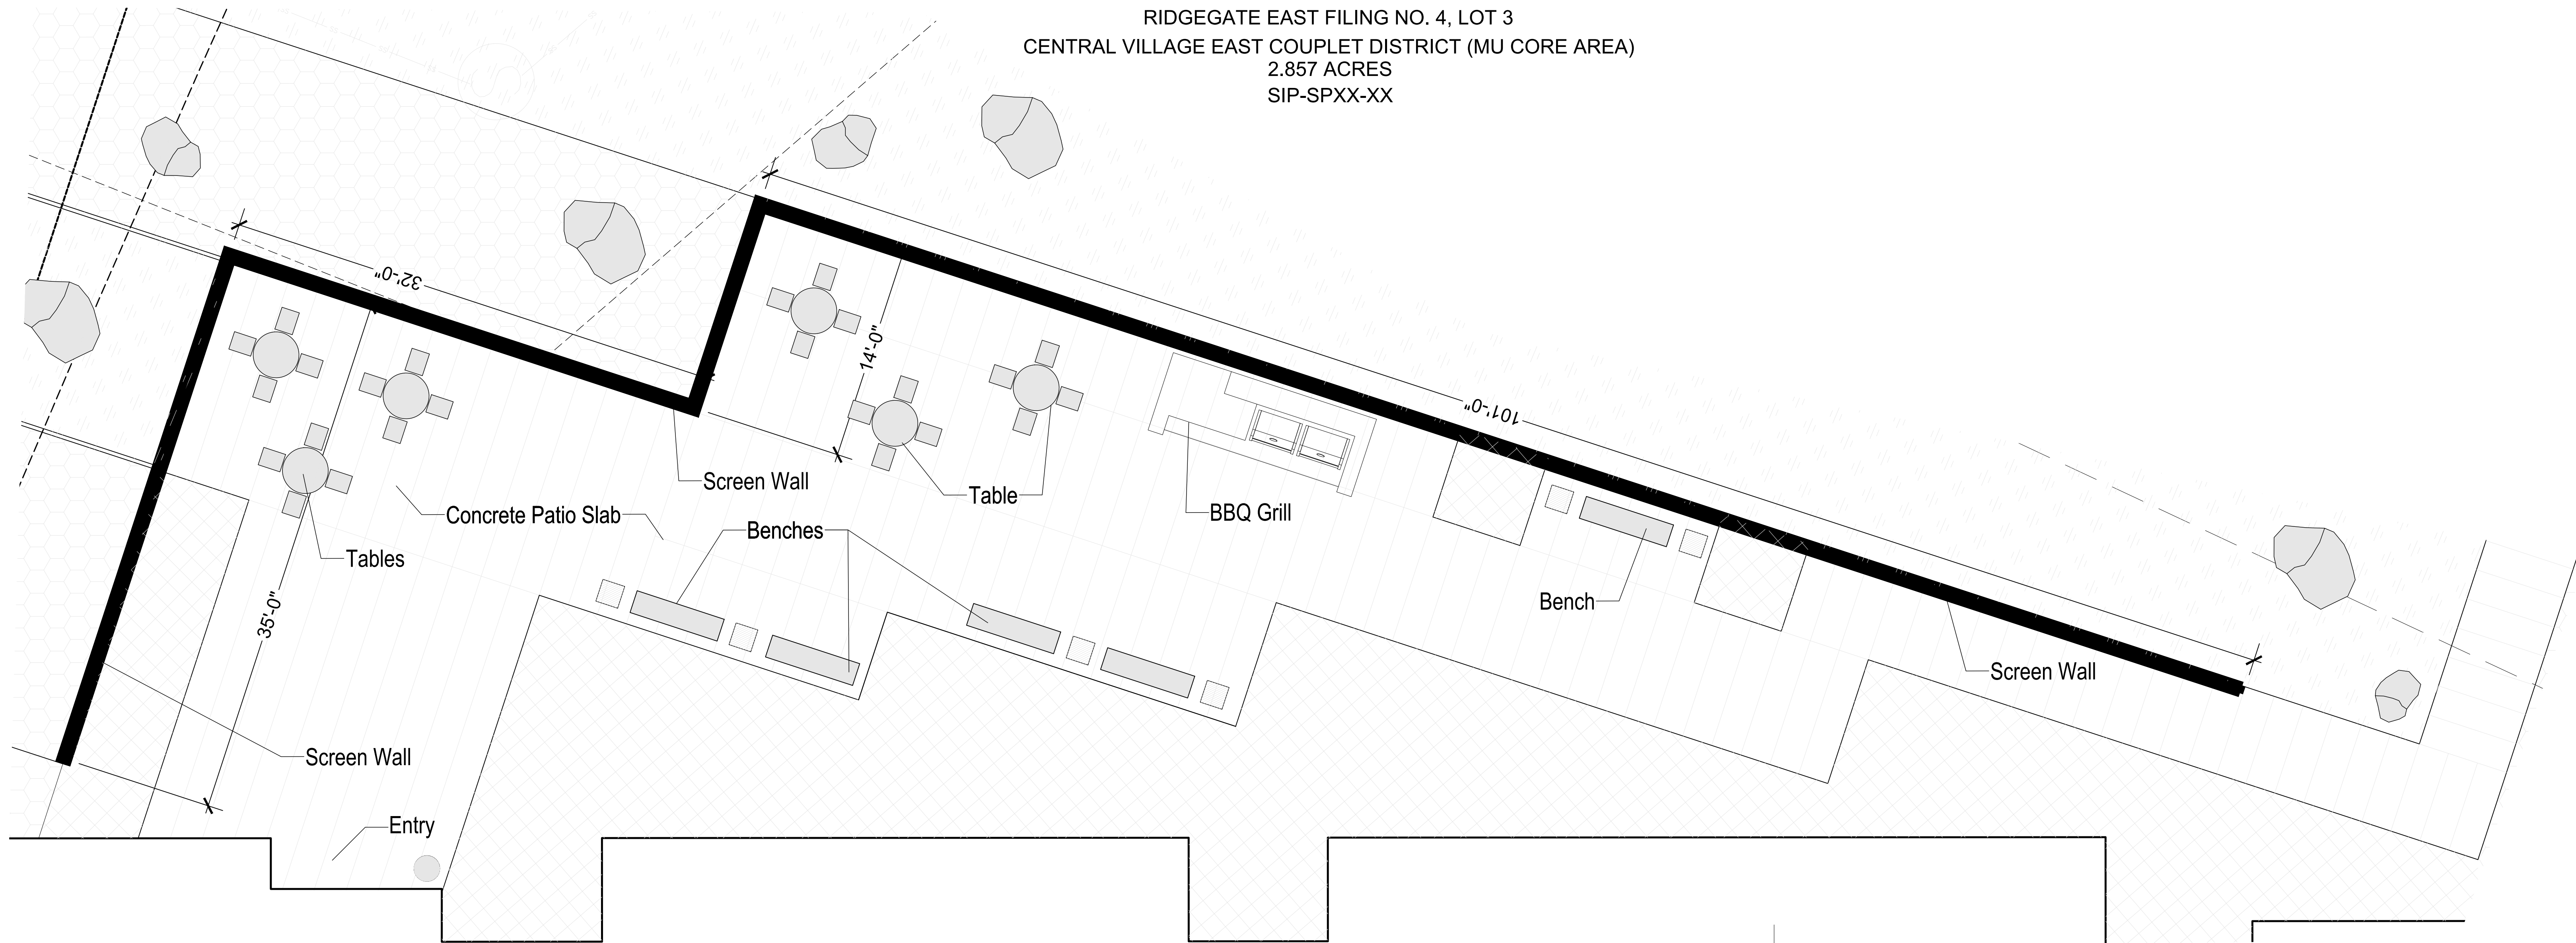 RIDGEGATE EAST FILING NO. 4, LOT 3
CENTRAL VILLAGE EAST COUPLET DISTRICT (MU CORE AREA)
2.857 ACRES
SIP-SPXX-XX
32'-0"
14'-0"
101'-0"
Screen Wall
Table
BBQ Grill
Concrete Patio Slab
Benches
Tables
35'-0"
Bench
Screen Wall
Screen Wall
Entry